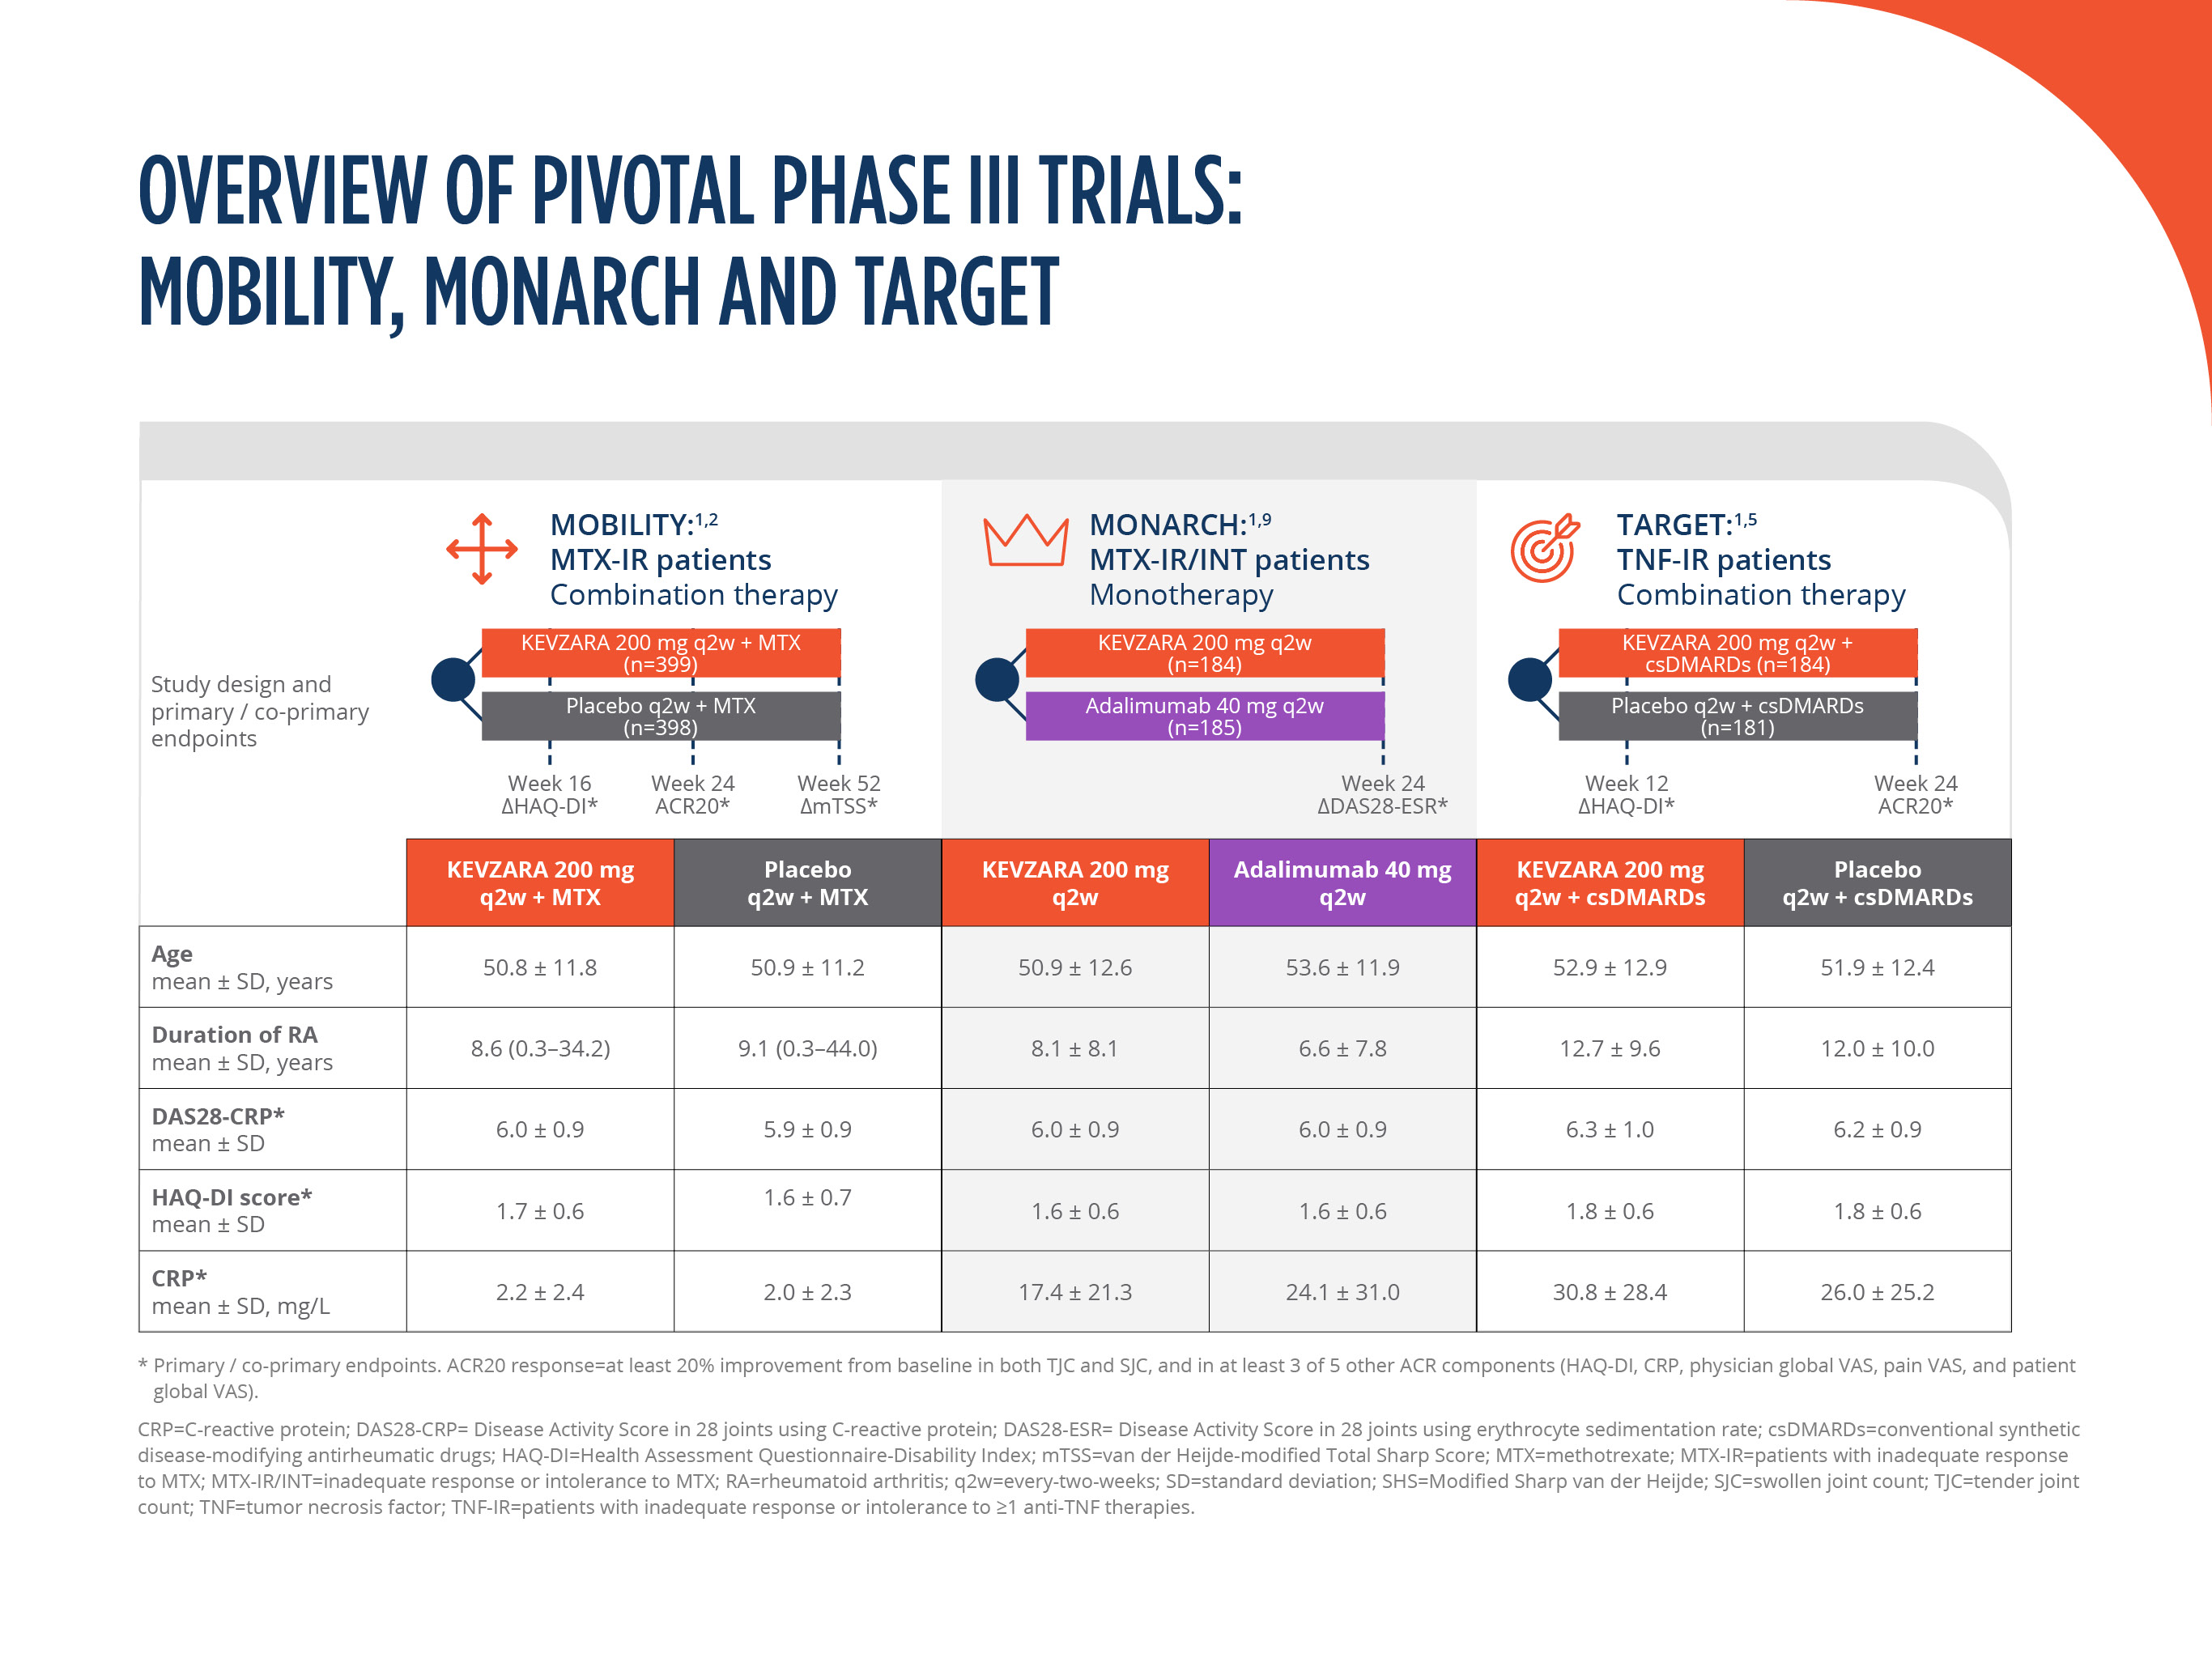 OVERVIEW OF PIVOTAL PHASE III TRIALS:
MOBILITY, MONARCH AND TARGET
MOBILITY:1,2
MTX-IR patients
Combination therapy
MONARCH:1,9
MTX-IR/INT patients
Monotherapy
TARGET:1,5
TNF-IR patients
Combination therapy
Study design and
primary / co-primary
endpoints
KEVZARA 200 mg q2w + MTX
(n=399)
Placebo q2w + MTX
(n=398)
Week 16
ΔHAQ-DI*
Week 24
ACR20*
Week 52
ΔmTSS*
KEVZARA 200 mg q2w
(n=184)
Adalimumab 40 mg q2w
(n=185)
Week 24
ΔDAS28-ESR*
KEVZARA 200 mg q2w +
csDMARDs (n=184)
Placebo q2w + csDMARDs
(n=181)
Week 12
ΔHAQ-DI*
Week 24
ACR20*
KEVZARA 200 mg
q2w + MTX
Placebo
q2w + MTX
KEVZARA 200 mg
q2w
Adalimumab 40 mg
q2w
KEVZARA 200 mg
q2w + csDMARDs
Placebo
q2w + csDMARDs
Age
mean ± SD, years
50.8 ± 11.8
50.9 ± 11.2
50.9 ± 12.6
53.6 ± 11.9
52.9 ± 12.9
51.9 ± 12.4
Duration of RA
mean ± SD, years
8.6 (0.3–34.2)
9.1 (0.3–44.0)
8.1 ± 8.1
6.6 ± 7.8
12.7 ± 9.6
12.0 ± 10.0
DAS28-CRP*
mean ± SD
6.0 ± 0.9
5.9 ± 0.9
6.0 ± 0.9
6.0 ± 0.9
6.3 ± 1.0
6.2 ± 0.9
HAQ-DI score*
mean ± SD
1.7 ± 0.6
1.6 ± 0.7
1.6 ± 0.6
1.6 ± 0.6
1.8 ± 0.6
1.8 ± 0.6
CRP*
mean ± SD, mg/L
2.2 ± 2.4
2.0 ± 2.3
17.4 ± 21.3
24.1 ± 31.0
30.8 ± 28.4
26.0 ± 25.2
* Primary / co-primary endpoints. ACR20 response=at least 20% improvement from baseline in both TJC and SJC, and in at least 3 of 5 other ACR components (HAQ-DI, CRP, physician global VAS, pain VAS, and patient
global VAS).
CRP=C-reactive protein; DAS28-CRP= Disease Activity Score in 28 joints using C-reactive protein; DAS28-ESR= Disease Activity Score in 28 joints using erythrocyte sedimentation rate; csDMARDs=conventional synthetic
disease-modifying antirheumatic drugs; HAQ-DI=Health Assessment Questionnaire-Disability Index; mTSS=van der Heijde-modified Total Sharp Score; MTX=methotrexate; MTX-IR=patients with inadequate response
to MTX; MTX-IR/INT=inadequate response or intolerance to MTX; RA=rheumatoid arthritis; q2w=every-two-weeks; SD=standard deviation; SHS=Modified Sharp van der Heijde; SJC=swollen joint count; TJC=tender joint
count; TNF=tumor necrosis factor; TNF-IR=patients with inadequate response or intolerance to ≥1 anti-TNF therapies.